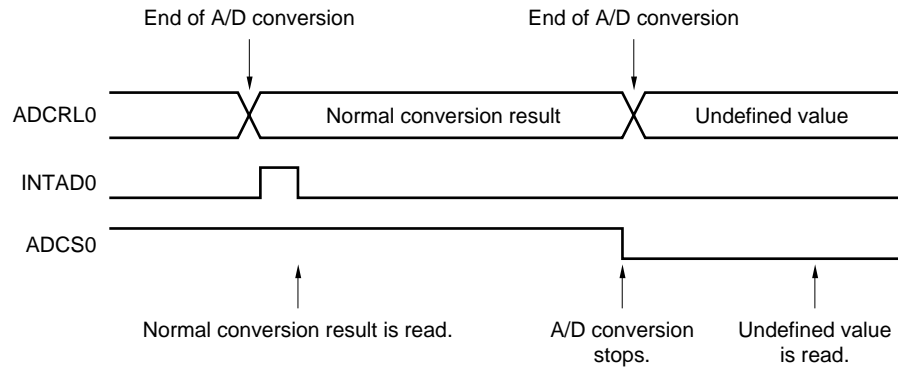 End of A/D conversion
End of A/D conversion
ADCRL0
Normal conversion result
Undefined value
INTAD0
ADCS0
Normal conversion result is read.
A/D conversion
stops.
Undefined value
is read.